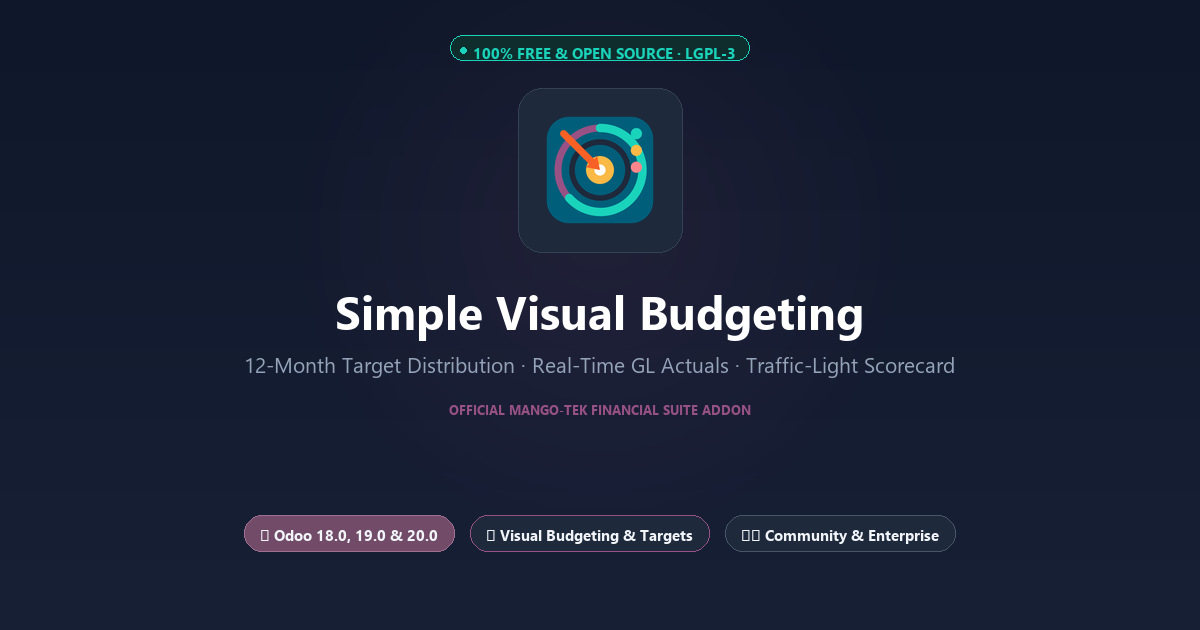 100% FREE & OPEN SOURCE · LGPL-3
Simple Visual Budgeting
12-Month Target Distribution · Real-Time GL Actuals · Traffic-Light Scorecard
OFFICIAL MANGO-TEK FINANCIAL SUITE ADDON
Odoo 18.0, 19.0 & 20.0
Visual Budgeting & Targets
Community & Enterprise